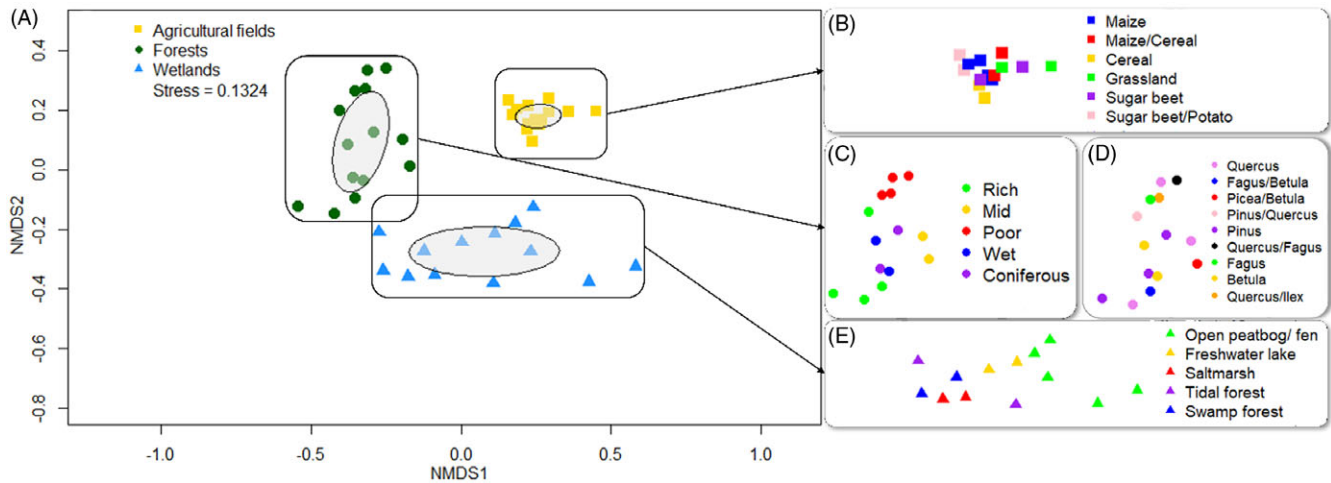 (A)
Agricultural fields
Forests
Wetlands
Stress = 0.1324
NMDS2
0.4
0.2
0.0
-0.2
-0.4
-0.6
-0.8
-1.0
-0.5
0.0
0.5
1.0
NMDS1
(B)
Maize
Maize/Cereal
Cereal
Grassland
Sugar beet
Sugar beet/Potato
(C)
Rich
Mid
Poor
Wet
Coniferous
(D)
Quercus
Fagus/Betula
Picea/Betula
Pinus/Quercus
Pinus
Quercus/Fagus
Fagus
Betula
Quercus/Ilex
(E)
Open peatbog/ fen
Freshwater lake
Saltmarsh
Tidal forest
Swamp forest